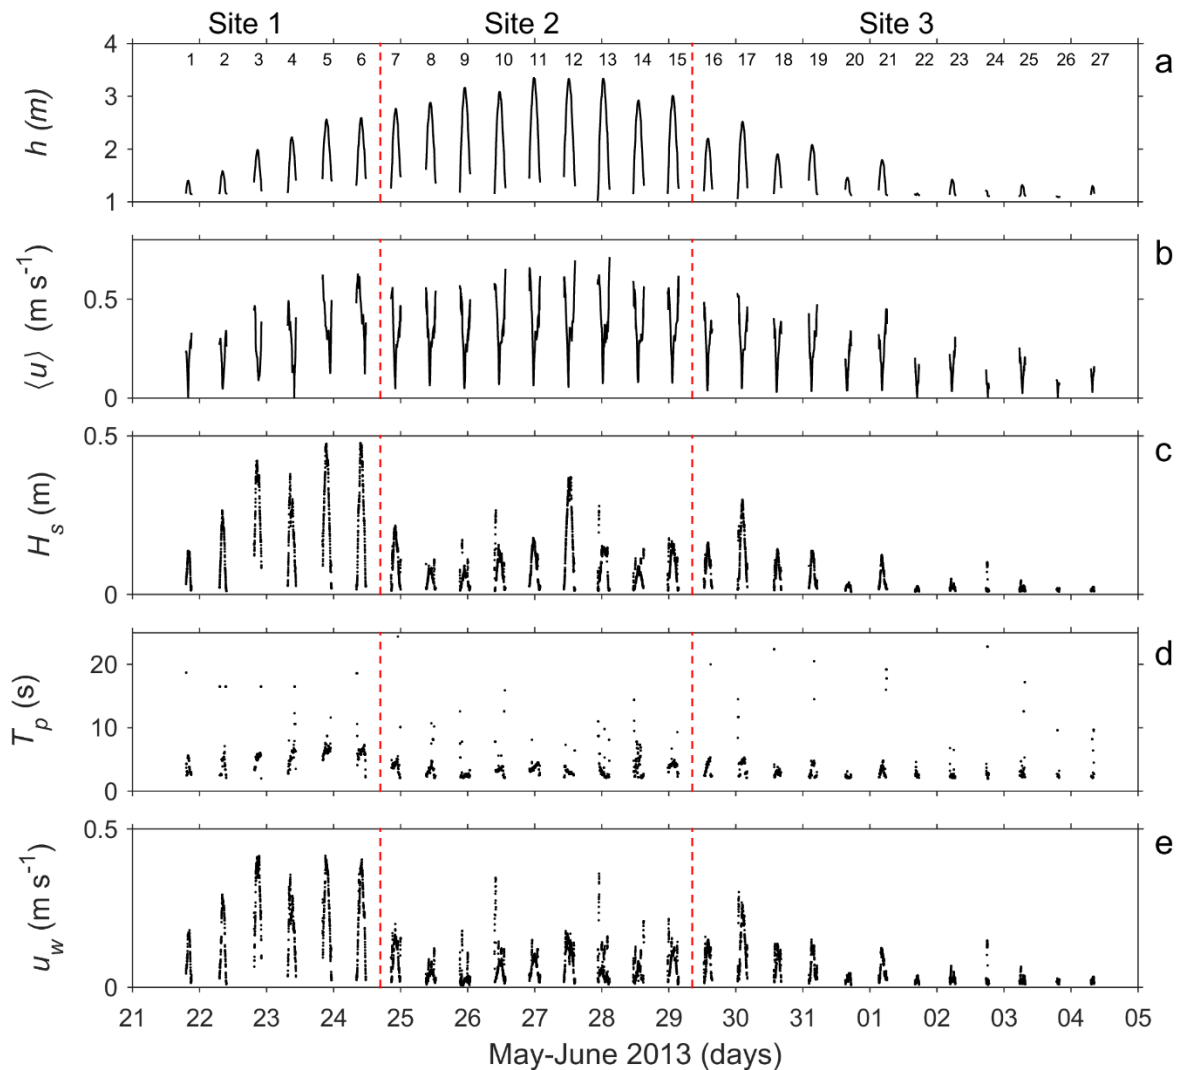 Site 1 Site 2 Site 3
4
1 2 3 4 5 6 7 8 9 10 11 12 13 14 15 16 17 18 19 20 21 22 23 24 25 26 27
a
3
h (m)
2
1
b
⟨u⟩ (m s⁻¹)
0.5
0
0.5
c
Hₛ (m)
0
d
20
Tₚ (s)
10
0
0.5
e
u_w (m s⁻¹)
0
21 22 23 24 25 26 27 28 29 30 31 01 02 03 04 05
May-June 2013 (days)